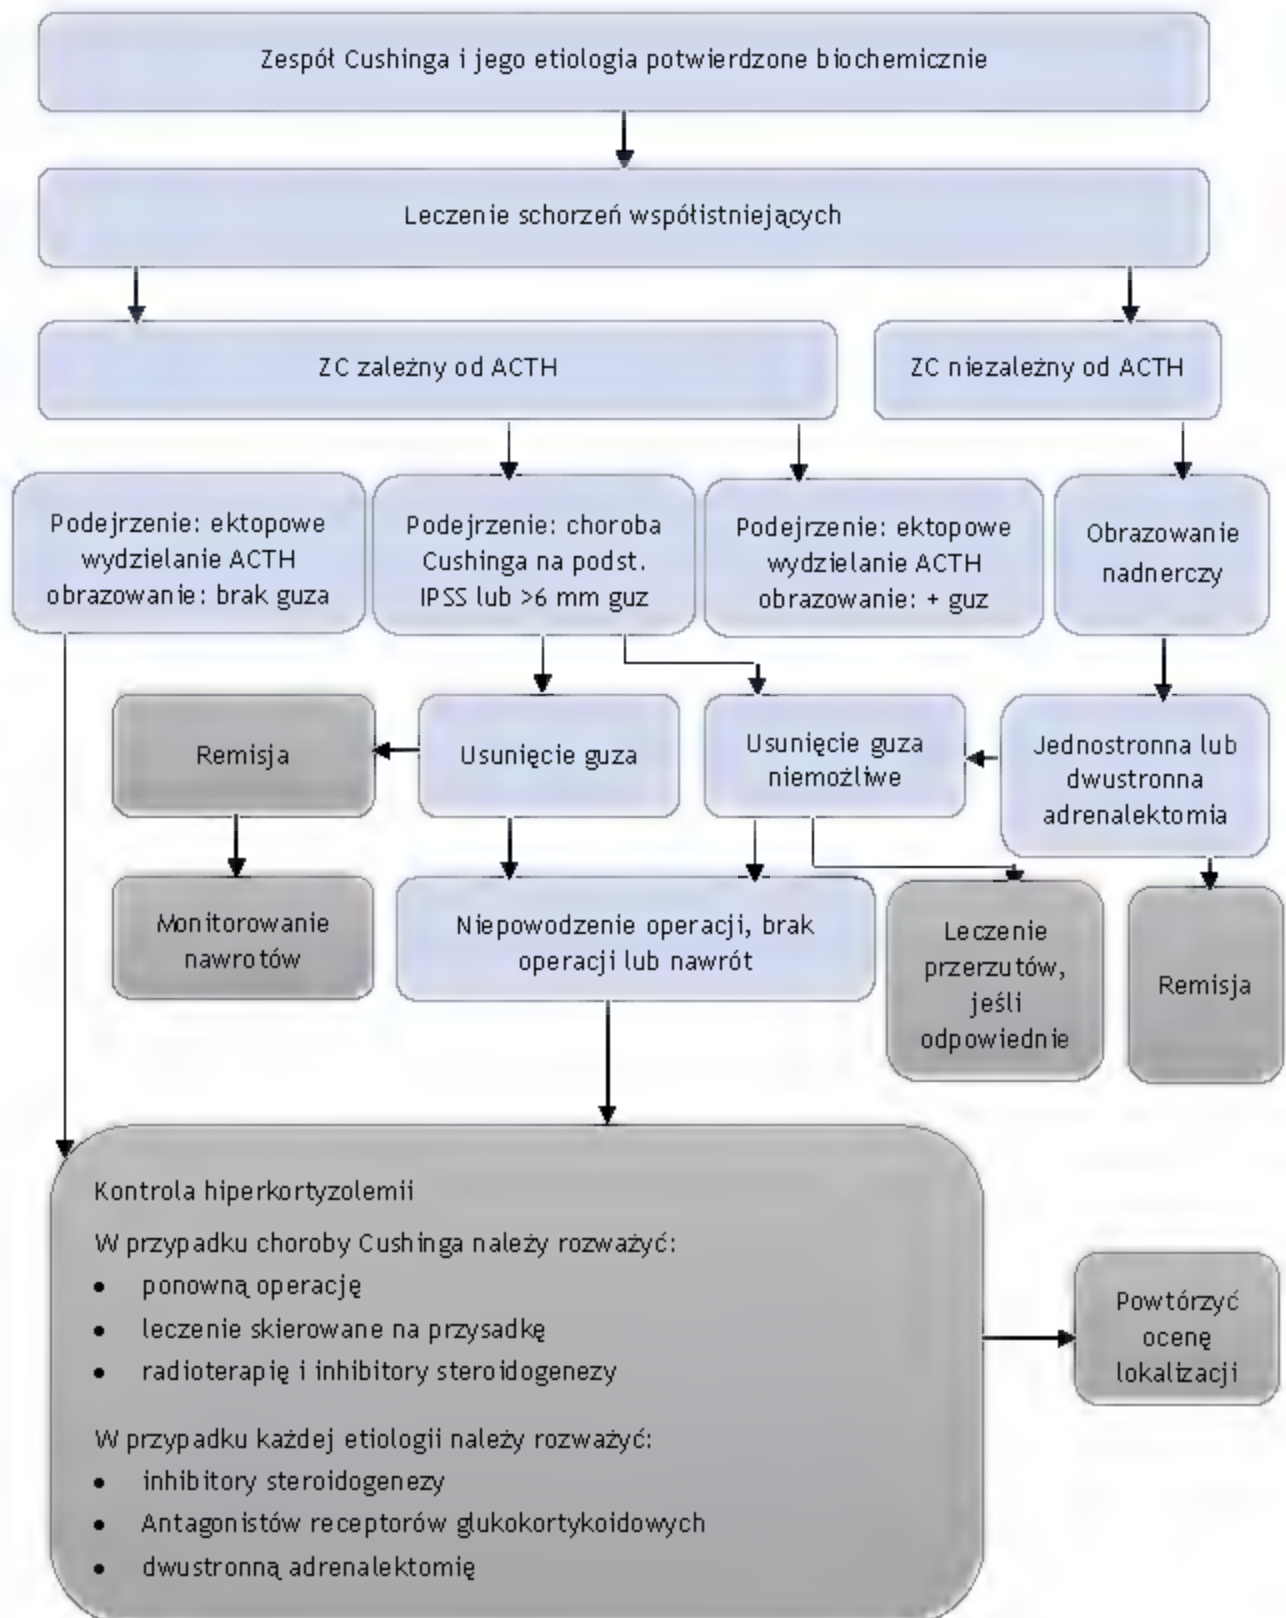 Zespół Cushinga i jego etiologia potwierdzone biochemicznie
Leczenie schorzeń współistniejących
ZC zależny od ACTH
ZC niezależny od ACTH
Podejrzenie: ektopowe
wydzielanie ACTH
obrazowanie: brak guza
Podejrzenie: choroba
Cushinga na podst.
IPSS lub >6 mm guz
Podejrzenie: ektopowe
wydzielanie ACTH
obrazowanie: + guz
Obrazowanie
nadnerczy
Remisja
Usunięcie guza
Usunięcie guza
niemożliwe
Jednostronna lub
dwustronna
adrenalektomia
Monitorowanie
nawrotów
Niepowodzenie operacji, brak
operacji lub nawrót
Leczenie
przerzutów,
jeśli
odpowiednie
Remisja
Kontrola hiperkortyzolemii
W przypadku choroby Cushinga należy rozważyć:
• ponowną operację
• leczenie skierowane na przysadkę
• radioterapię i inhibitory steroidogenezy
W przypadku każdej etiologii należy rozważyć:
• inhibitory steroidogenezy
• Antagonistów receptorów glukokortykoidowych
• dwustronną adrenalektomię
Powtórzyć
ocenę
lokalizacji